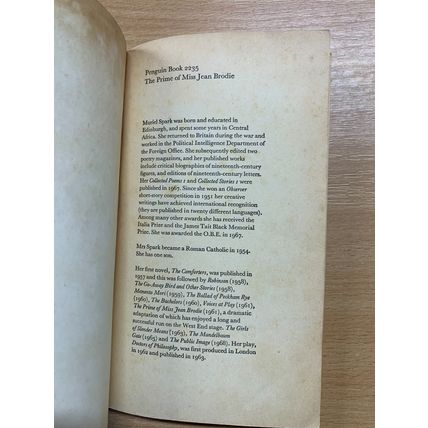 Penguin Book 2235
The Prime of Miss Jean Brodie
Muriel Spark was born and educated in
Edinburgh, and spent some years in Central
Africa. She returned to Britain during the war and
worked in the Political Intelligence Department of
the Foreign Office. She subsequently edited two
poetry magazines, and her published works
include critical biographies of nineteenth-century
figures, and editions of nineteenth-century letters.
Her Collected Poems 1 and Collected Stories 1 were
published in 1967. Since she won an Observer
short-story competition in 1951 her creative
writings have achieved international recognition
(they are published in twenty different languages).
Among many other awards she has received the
Italia Prize and the James Tait Black Memorial
Prize. She was awarded the O.B.E. in 1967.
Mrs Spark became a Roman Catholic in 1954.
She has one son.
Her first novel, The Comforters, was published in
1957 and this was followed by Robinson (1958),
The Go-Away Bird and Other Stories (1958),
Memento Mori (1959), The Ballad of Peckham Rye
(1960), The Bachelors (1960), Voices at Play (1961),
The Prime of Miss Jean Brodie (1961), a dramatic
adaptation of which has enjoyed a long and
successful run on the West End stage. The Girls
of Slender Means (1963), The Mandelbaum
Gate (1965) and The Public Image (1968). Her play,
Doctors of Philosophy, was first produced in London
in 1962 and published in 1963.